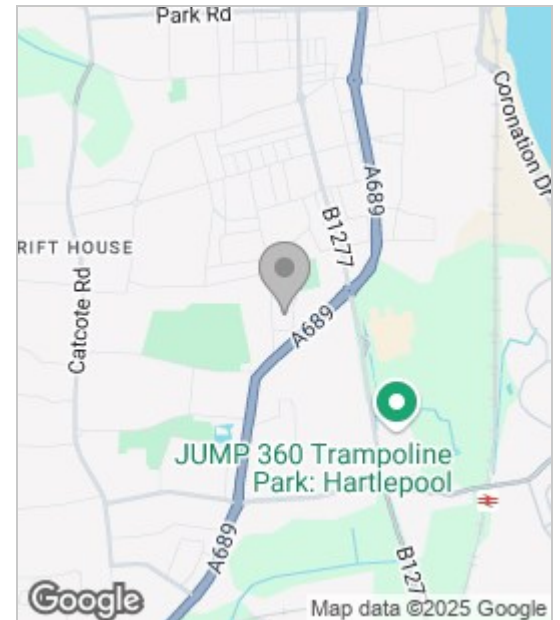 Park Rd
Coronation Dr
A689
B1277
RIFT HOUSE
Catcote Rd
A689
JUMP 360 Trampoline
Park: Hartlepool
A689
B127
Google
Map data ©2025 Google